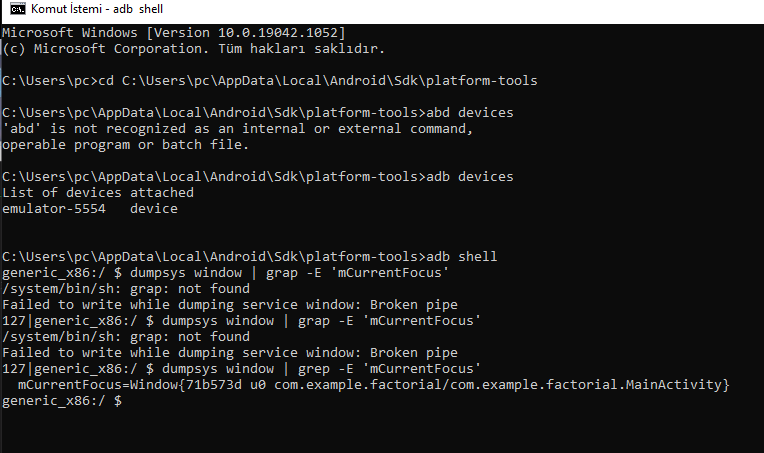 Komut İstemi - adb shell
Microsoft Windows [Version 10.0.19042.1052]
(c) Microsoft Corporation. Tüm hakları saklıdır.
C:\Users\pc>cd C:\Users\pc\AppData\Local\Android\Sdk\platform-tools
C:\Users\pc\AppData\Local\Android\Sdk\platform-tools>abd devices
'abd' is not recognized as an internal or external command,
operable program or batch file.
C:\Users\pc\AppData\Local\Android\Sdk\platform-tools>adb devices
List of devices attached
emulator-5554   device
C:\Users\pc\AppData\Local\Android\Sdk\platform-tools>adb shell
generic_x86:/ $ dumpsys window | grap -E 'mCurrentFocus'
/system/bin/sh: grap: not found
Failed to write while dumping service window: Broken pipe
127|generic_x86:/ $ dumpsys window | grap -E 'mCurrentFocus'
/system/bin/sh: grap: not found
Failed to write while dumping service window: Broken pipe
127|generic_x86:/ $ dumpsys window | grep -E 'mCurrentFocus'
  mCurrentFocus=Window{71b573d u0 com.example.factorial/com.example.factorial.MainActivity}
generic_x86:/ $